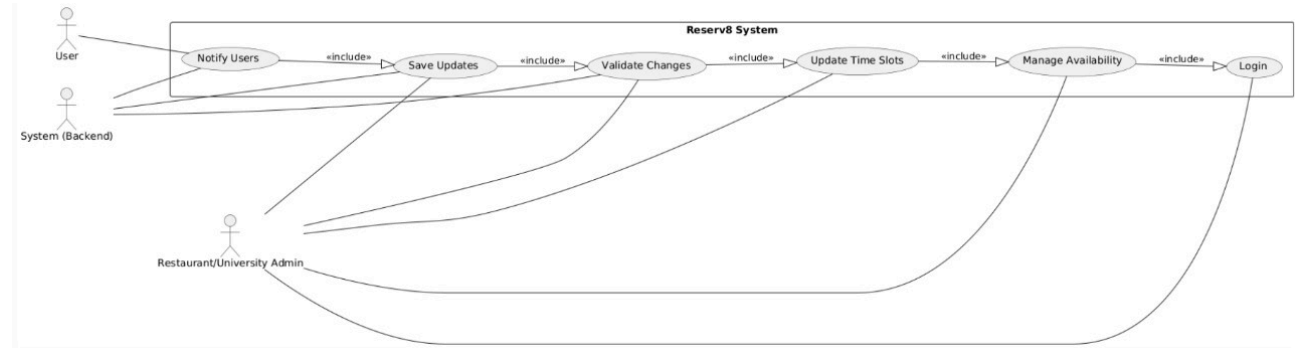 Reserv8 System
User
Notify Users
«include»
Save Updates
«include»
Validate Changes
«include»
Update Time Slots
«include»
Manage Availability
«include»
Login
System (Backend)
Restaurant/University Admin